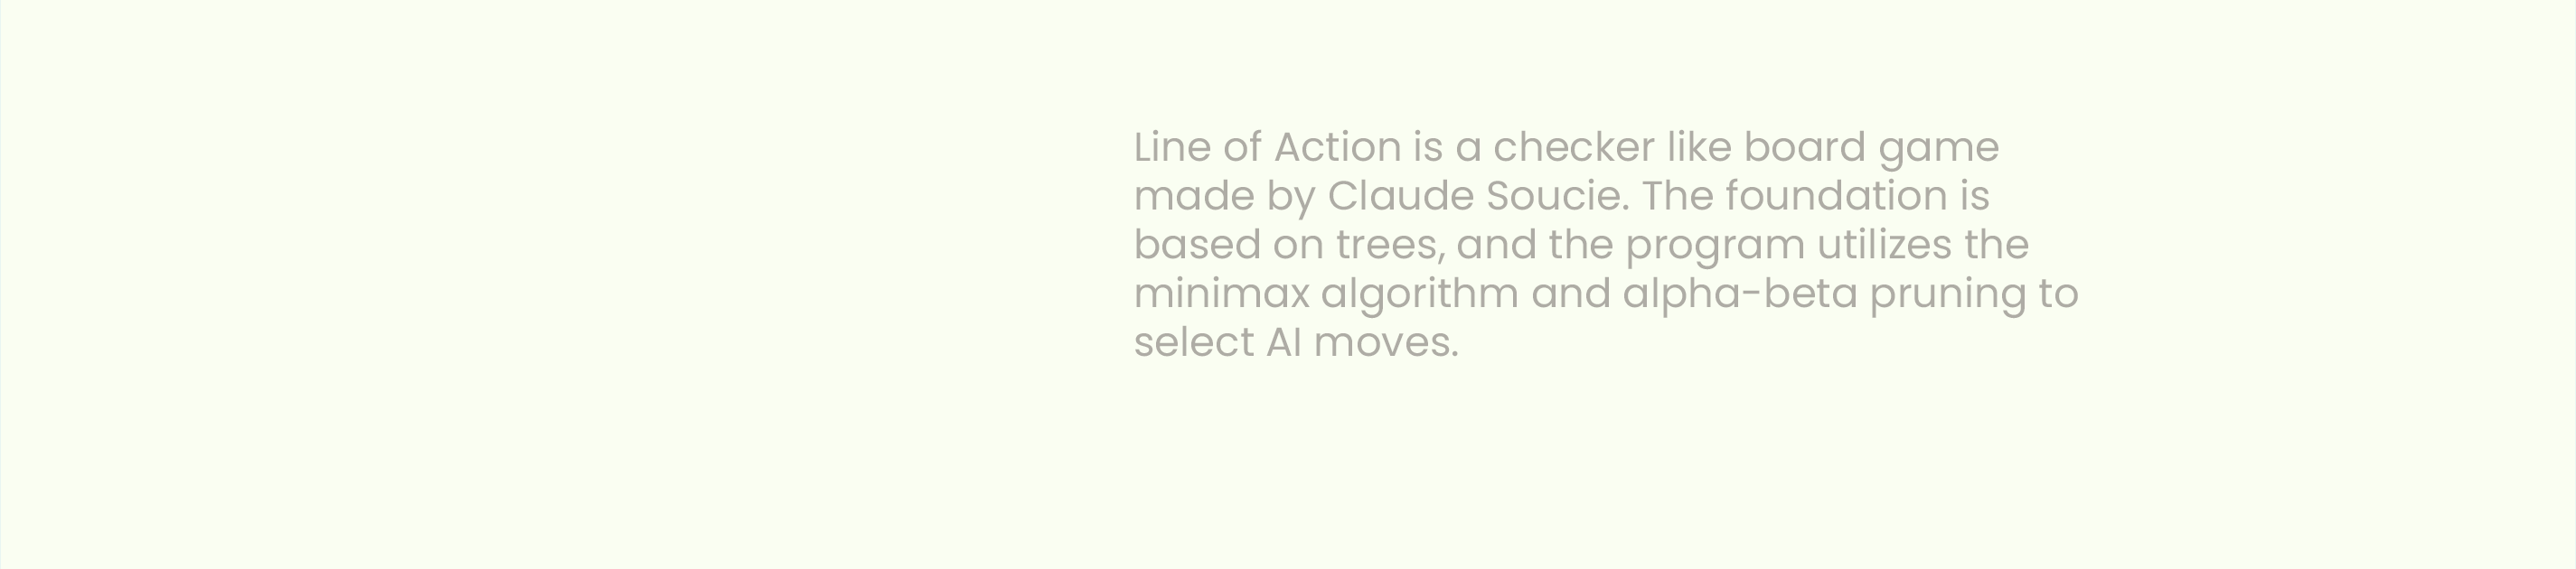 Line of Action is a checker like board game
made by Claude Soucie. The foundation is
based on trees, and the program utilizes the
minimax algorithm and alpha-beta pruning to
select AI moves.